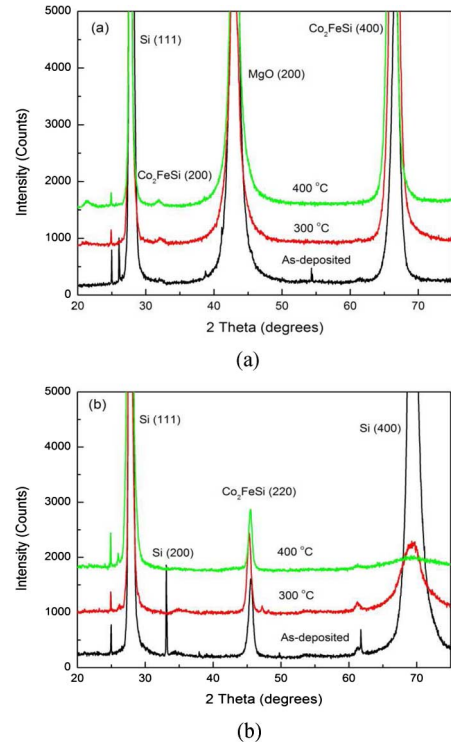 (a)
Si (111)
Co₂FeSi (400)
MgO (200)
Co₂FeSi (200)
400 °C
300 °C
As-deposited
Intensity (Counts)
5000
4000
3000
2000
1000
0
20 30 40 50 60 70
2 Theta (degrees)
(a)
(b)
Si (111)
Si (400)
Co₂FeSi (220)
Si (200)
400 °C
300 °C
As-deposited
Intensity (Counts)
5000
4000
3000
2000
1000
0
20 30 40 50 60 70
2 Theta (degrees)
(b)